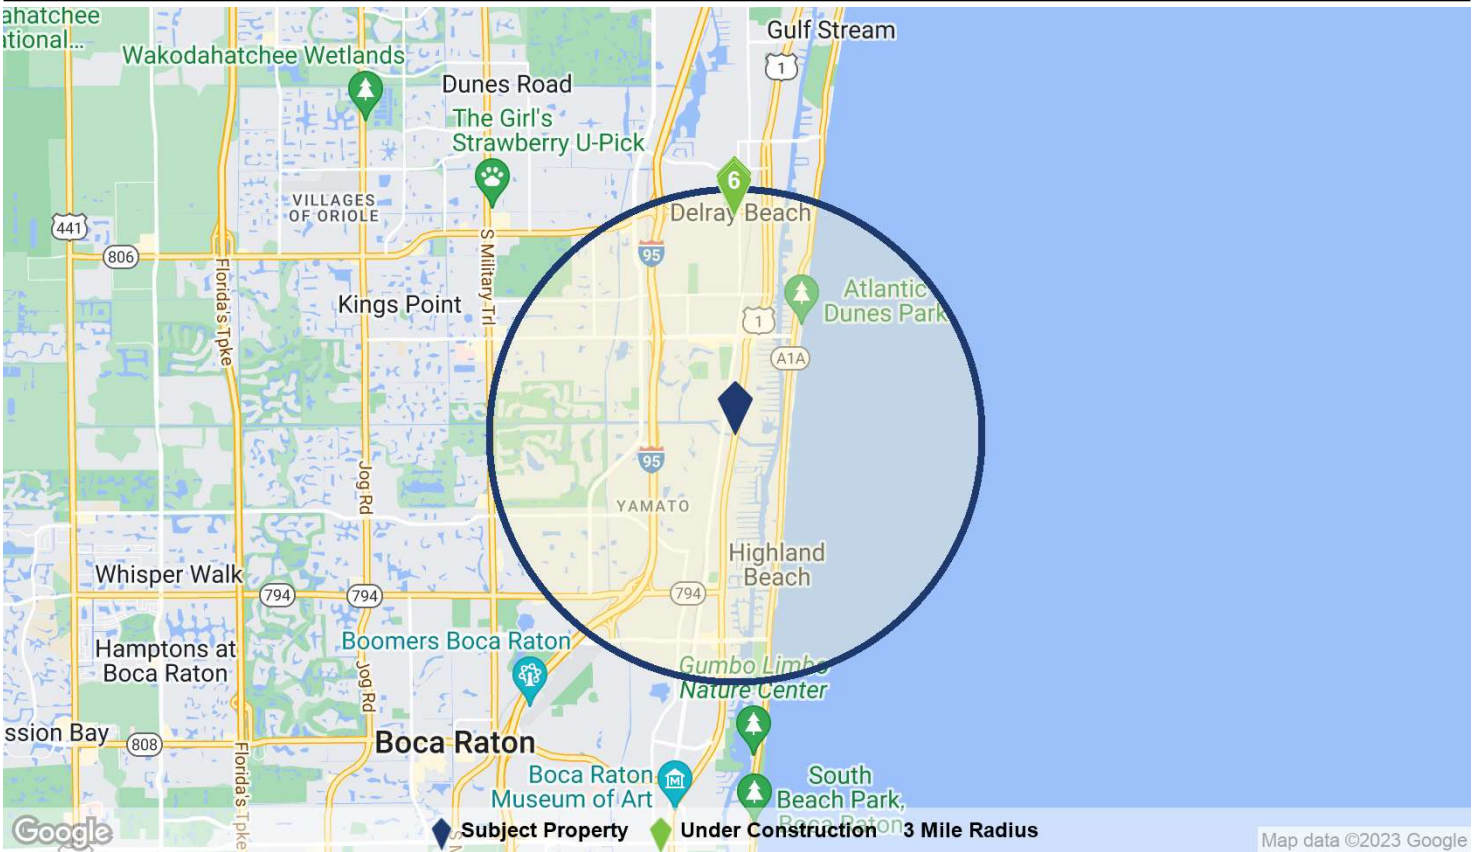 ahatchee
ational...
Gulf Stream
Wakodahatchee Wetlands
1
Dunes Road
The Girl's
Strawberry U-Pick
6
VILLAGES
OF ORIOLE
Delray Beach
441
806
95
S Military Trl
Florida's Tpke
Kings Point
Atlantic
Dunes Park
1
A1A
95
Jog Rd
YAMATO
Highland
Beach
Whisper Walk
794
794
794
Boomers Boca Raton
Hamptons at
Boca Raton
Jog Rd
Gumbo Limbo
Nature Center
ssion Bay
808
Boca Raton
Florida's Tpke
Boca Raton
Museum of Art
South
Beach Park,
Boca Raton
Google
S M
Subject Property
Under Construction
3 Mile Radius
Map data ©2023 Google